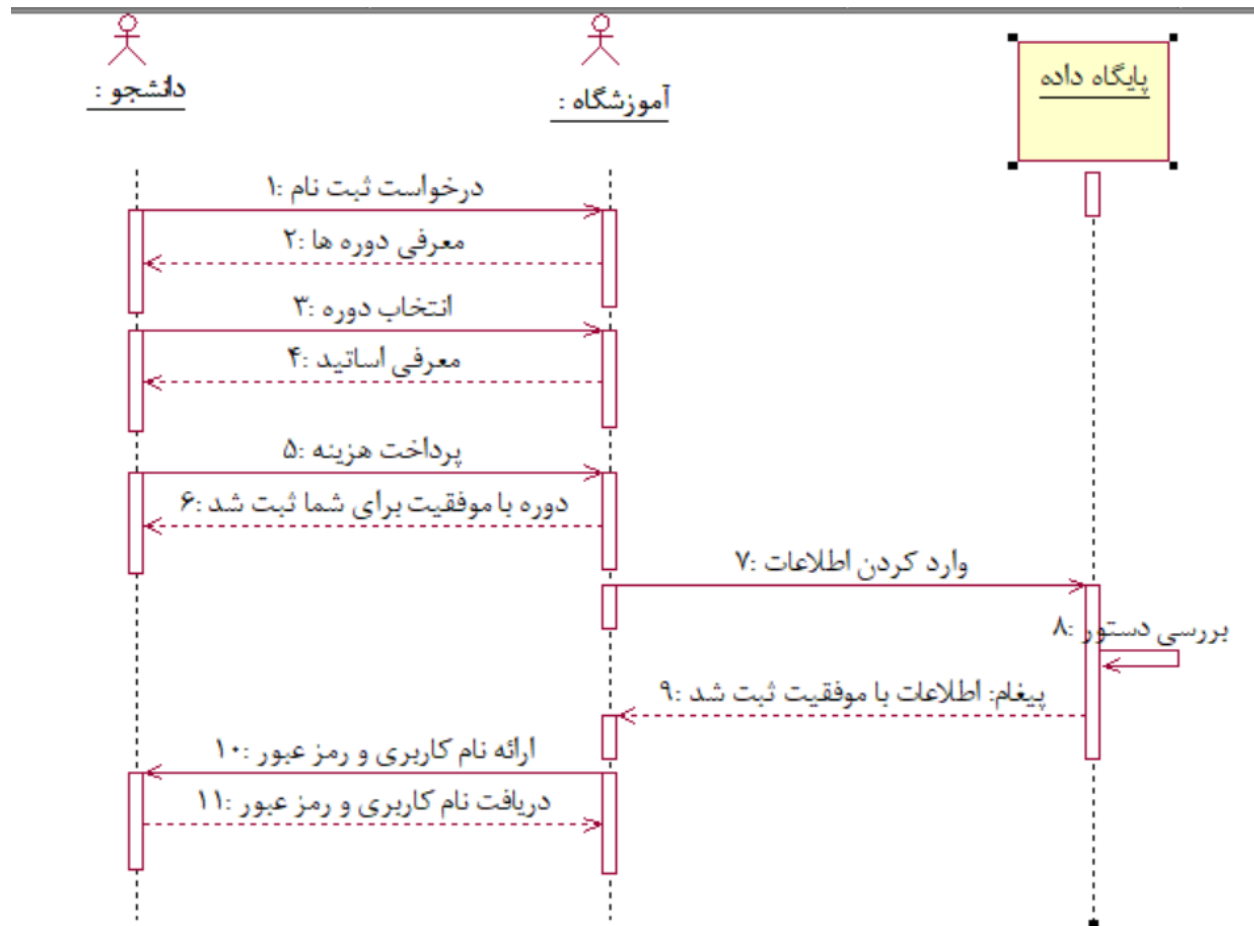 دانشجو :
آموزشگاه :
پایگاه داده
درخواست ثبت نام :۱
معرفی دوره ها :۲
انتخاب دوره :۳
معرفی اساتید :۴
پرداخت هزینه :۵
دوره با موفقیت برای شما ثبت شد :۶
وارد کردن اطلاعات :۷
بررسی دستور :۸
پیغام: اطلاعات با موفقیت ثبت شد :۹
ارائه نام کاربری و رمز عبور :۱۰
دریافت نام کاربری و رمز عبور :۱۱